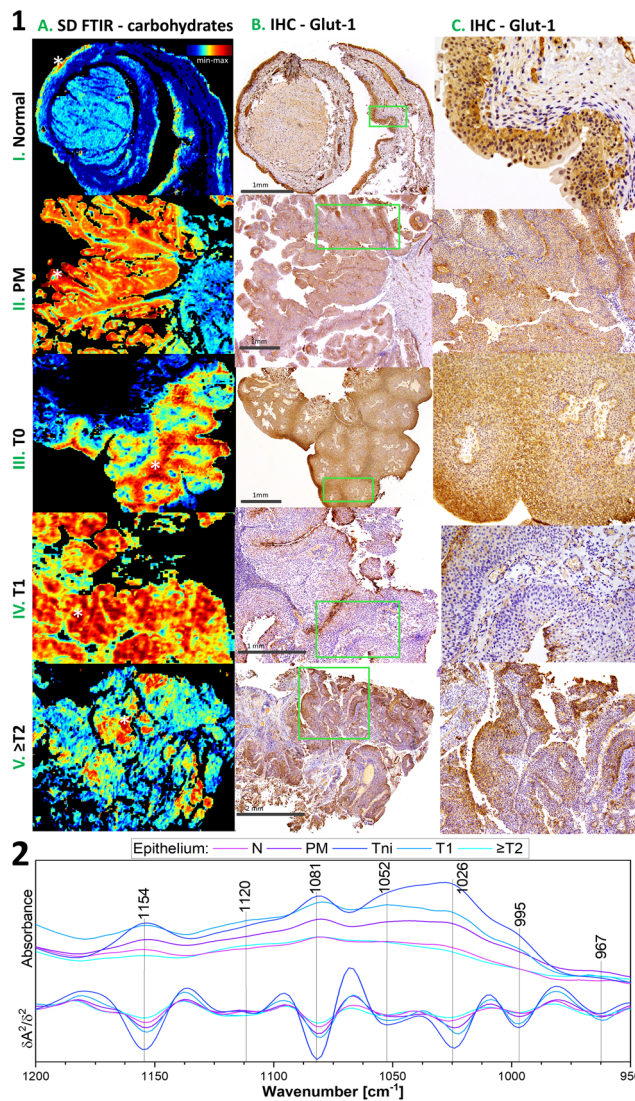 1 A. SD FTIR - carbohydrates B. IHC - Glut-1 C. IHC - Glut-1
*
min-max
I. Normal
1mm
*
II. PM
1mm
*
III. T0
1mm
*
IV. T1
1 mm
*
V. ≥T2
2 mm
2
Epithelium: N PM Tni T1 ≥T2
1154
1120
1081
1052
1026
995
967
Absorbance
δA²/δ²
1200 1150 1100 1050 1000 950
Wavenumber [cm⁻¹]